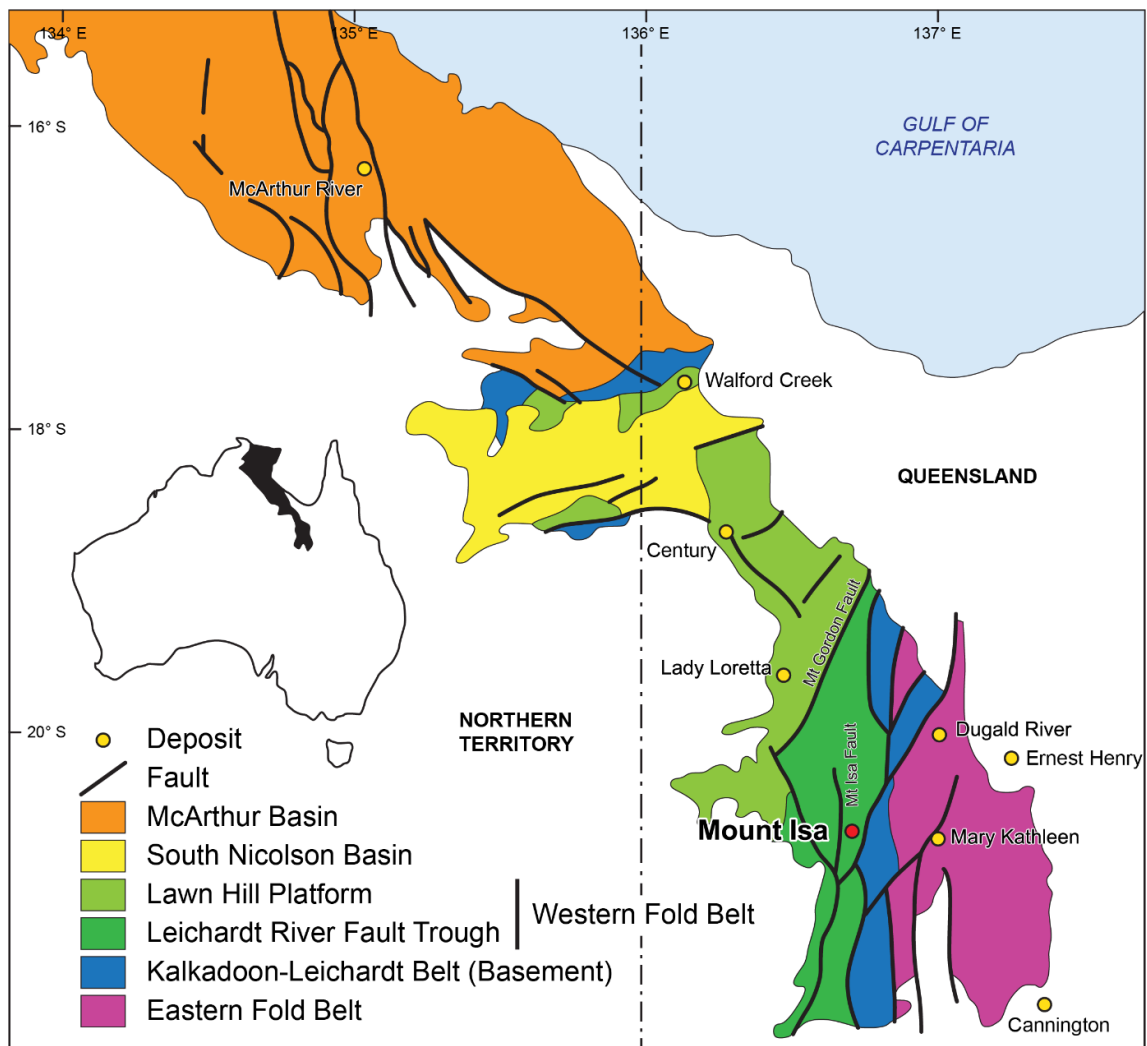 134° E
135° E
136° E
137° E
16° S
GULF OF
CARPENTARIA
McArthur River
Walford Creek
18° S
QUEENSLAND
Century
Mt Gordon Fault
Lady Loretta
NORTHERN
TERRITORY
20° S
Mt Isa Fault
Dugald River
Ernest Henry
Mount Isa
Mary Kathleen
Cannington
Deposit
Fault
McArthur Basin
South Nicolson Basin
Lawn Hill Platform
Leichardt River Fault Trough
Western Fold Belt
Kalkadoon-Leichardt Belt (Basement)
Eastern Fold Belt